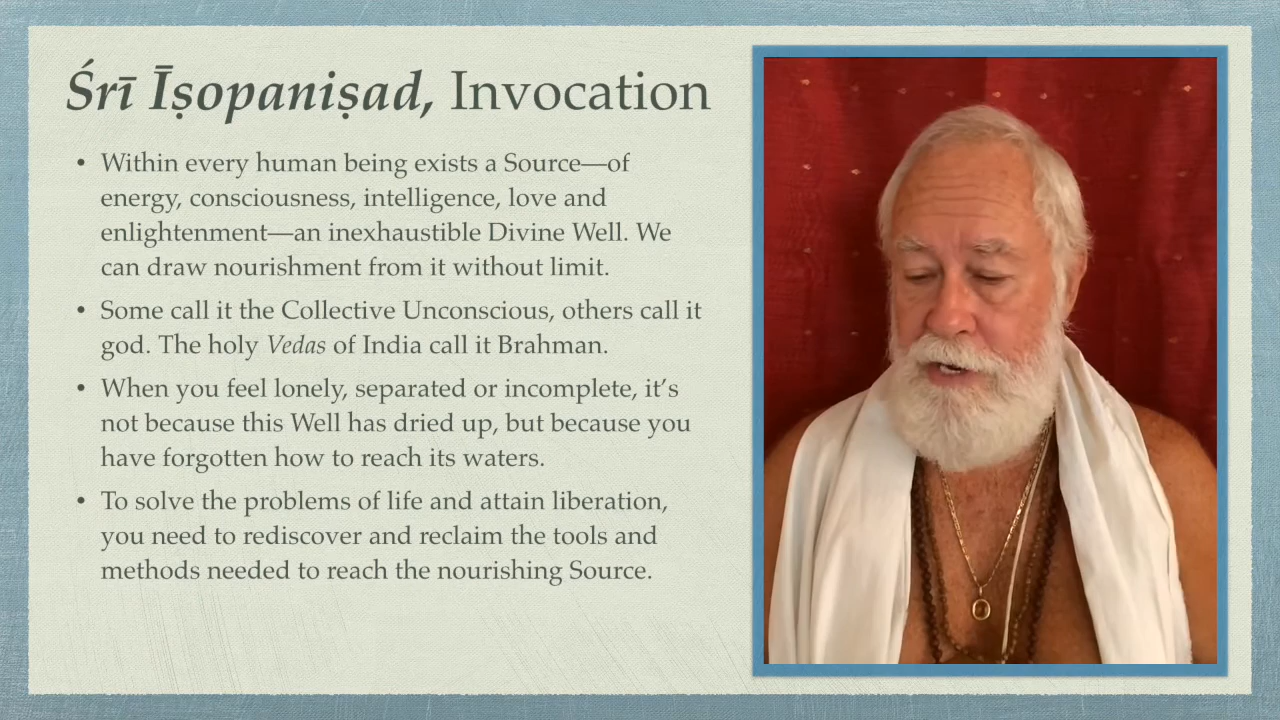 Śrī Īṣopaniṣad, Invocation
• Within every human being exists a Source—of
energy, consciousness, intelligence, love and
enlightenment—an inexhaustible Divine Well. We
can draw nourishment from it without limit.
• Some call it the Collective Unconscious, others call it
god. The holy Vedas of India call it Brahman.
• When you feel lonely, separated or incomplete, it’s
not because this Well has dried up, but because you
have forgotten how to reach its waters.
• To solve the problems of life and attain liberation,
you need to rediscover and reclaim the tools and
methods needed to reach the nourishing Source.